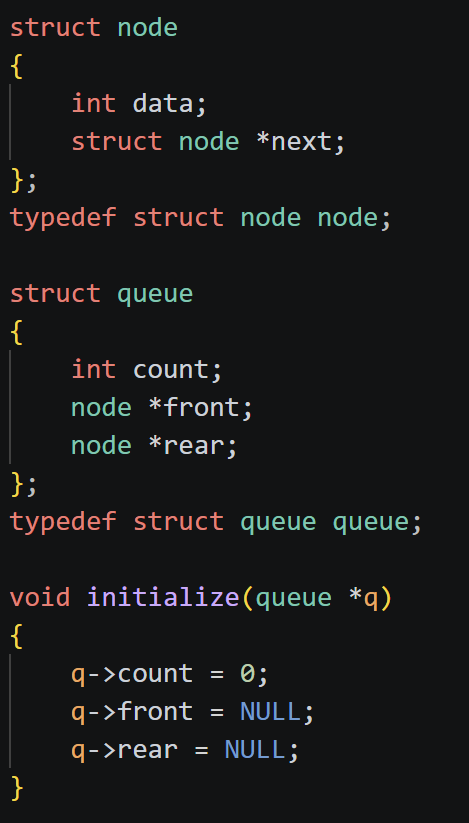 struct node
{
    int data;
    struct node *next;
};
typedef struct node node;

struct queue
{
    int count;
    node *front;
    node *rear;
};
typedef struct queue queue;

void initialize(queue *q)
{
    q->count = 0;
    q->front = NULL;
    q->rear = NULL;
}